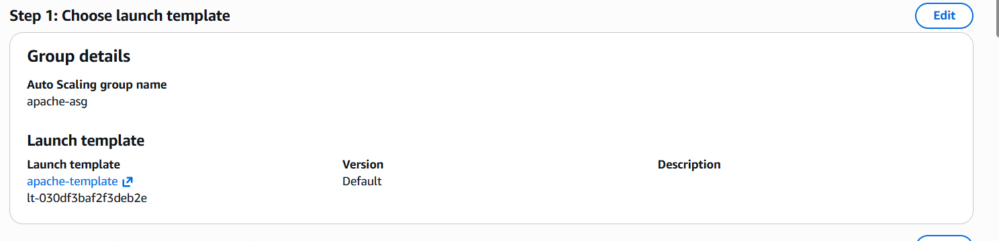 Step 1: Choose launch template
Edit
Group details
Auto Scaling group name
apache-asg
Launch template
Launch template
Version
Description
apache-template
Default
lt-030df3baf2f3deb2e